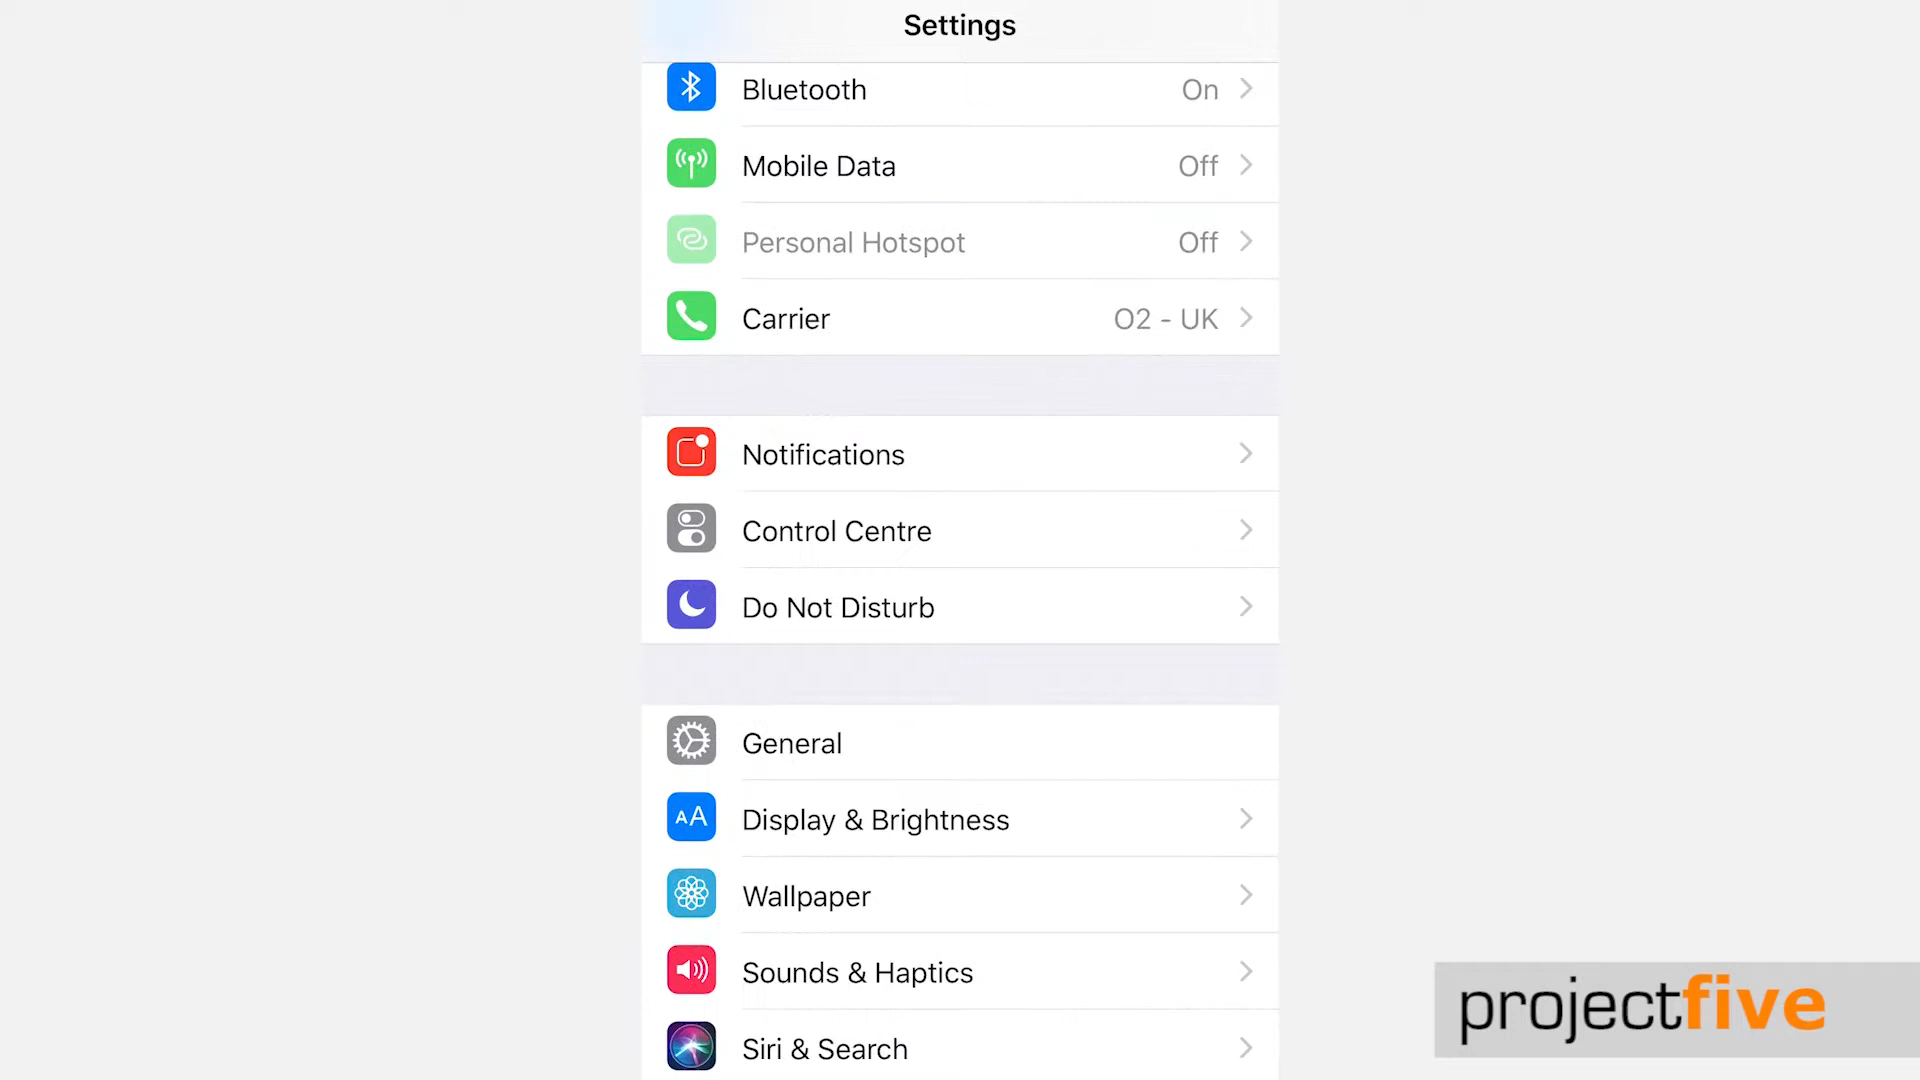 Settings
Bluetooth On
Mobile Data Off
Personal Hotspot Off
Carrier O2 - UK
Notifications
Control Centre
Do Not Disturb
General
AA Display & Brightness
Wallpaper
Sounds & Haptics
Siri & Search
projectfive